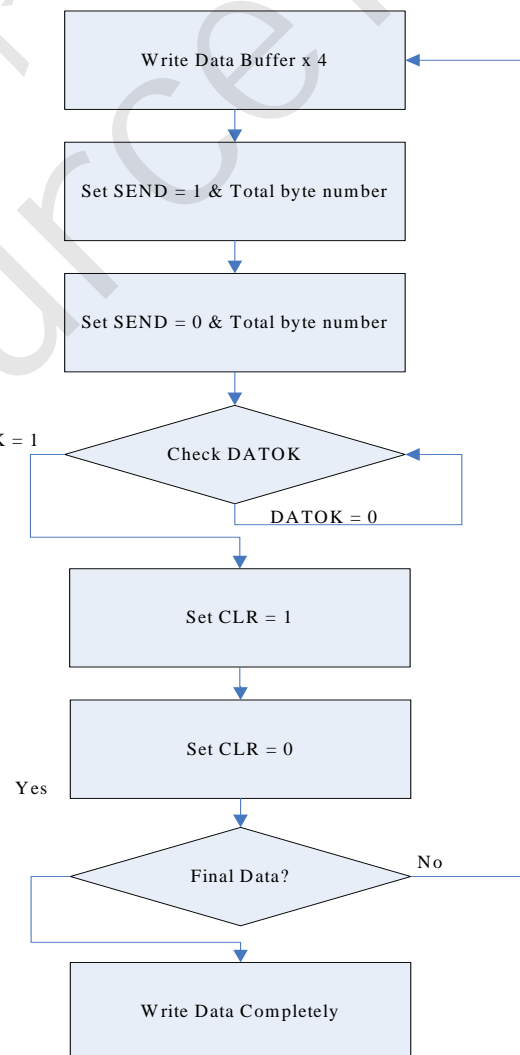 Write Data Buffer x 4
Set SEND = 1 & Total byte number
Set SEND = 0 & Total byte number
= 1
Check DATOK
DATOK = 0
Set CLR = 1
Set CLR = 0
Yes
Final Data?
No
Write Data Completely